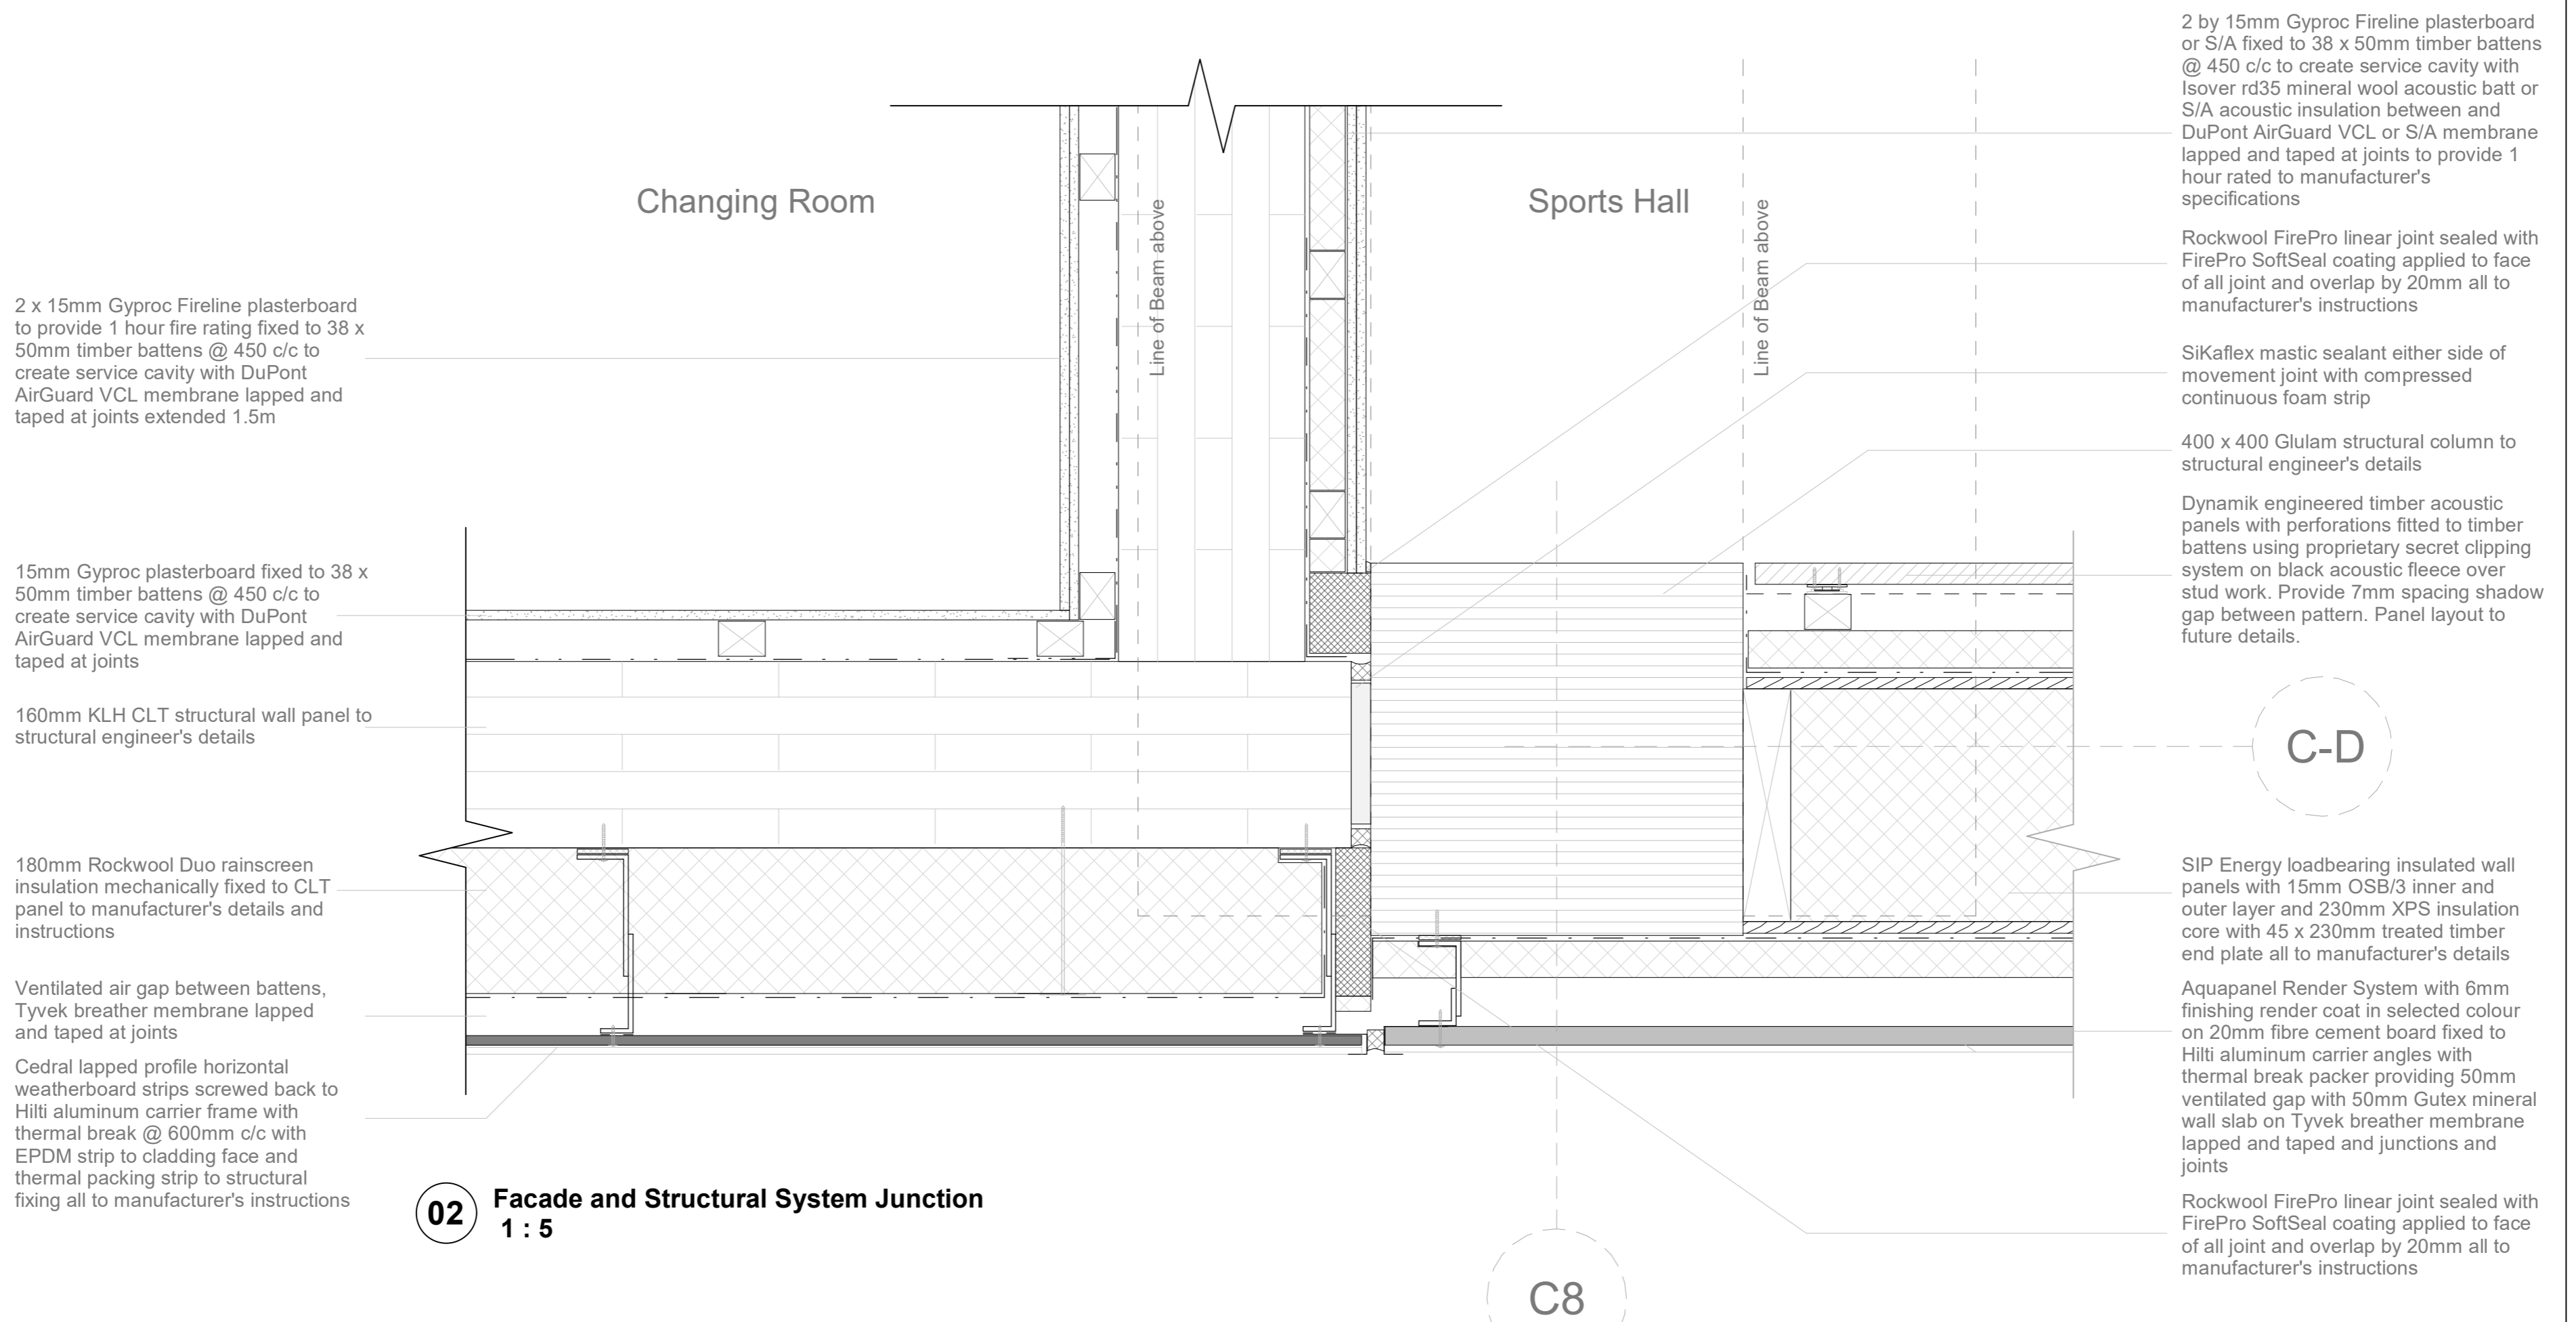 2 x 15mm Gyproc Fireline plasterboard
to provide 1 hour fire rating fixed to 38 x
50mm timber battens @ 450 c/c to
create service cavity with DuPont
AirGuard VCL membrane lapped and
taped at joints extended 1.5m
15mm Gyproc plasterboard fixed to 38 x
50mm timber battens @ 450 c/c to
create service cavity with DuPont
AirGuard VCL membrane lapped and
taped at joints
160mm KLH CLT structural wall panel to
structural engineer's details
180mm Rockwool Duo rainscreen
insulation mechanically fixed to CLT
panel to manufacturer's details and
instructions
Ventilated air gap between battens,
Tyvek breather membrane lapped
and taped at joints
Cedral lapped profile horizontal
weatherboard strips screwed back to
Hilti aluminum carrier frame with
thermal break @ 600mm c/c with
EPDM strip to cladding face and
thermal packing strip to structural
fixing all to manufacturer's instructions
Changing Room
Line of Beam above
Sports Hall
Line of Beam above
2 by 15mm Gyproc Fireline plasterboard
or S/A fixed to 38 x 50mm timber battens
@ 450 c/c to create service cavity with
Isover rd35 mineral wool acoustic batt or
S/A acoustic insulation between and
DuPont AirGuard VCL or S/A membrane
lapped and taped at joints to provide 1
hour rated to manufacturer's
specifications
Rockwool FirePro linear joint sealed with
FirePro SoftSeal coating applied to face
of all joint and overlap by 20mm all to
manufacturer's instructions
SiKaflex mastic sealant either side of
movement joint with compressed
continuous foam strip
400 x 400 Glulam structural column to
structural engineer's details
Dynamik engineered timber acoustic
panels with perforations fitted to timber
battens using proprietary secret clipping
system on black acoustic fleece over
stud work. Provide 7mm spacing shadow
gap between pattern. Panel layout to
future details.
C-D
SIP Energy loadbearing insulated wall
panels with 15mm OSB/3 inner and
outer layer and 230mm XPS insulation
core with 45 x 230mm treated timber
end plate all to manufacturer's details
Aquapanel Render System with 6mm
finishing render coat in selected colour
on 20mm fibre cement board fixed to
Hilti aluminum carrier angles with
thermal break packer providing 50mm
ventilated gap with 50mm Gutex mineral
wall slab on Tyvek breather membrane
lapped and taped and junctions and
joints
Rockwool FirePro linear joint sealed with
FirePro SoftSeal coating applied to face
of all joint and overlap by 20mm all to
manufacturer's instructions
02
Facade and Structural System Junction
1 : 5
C8